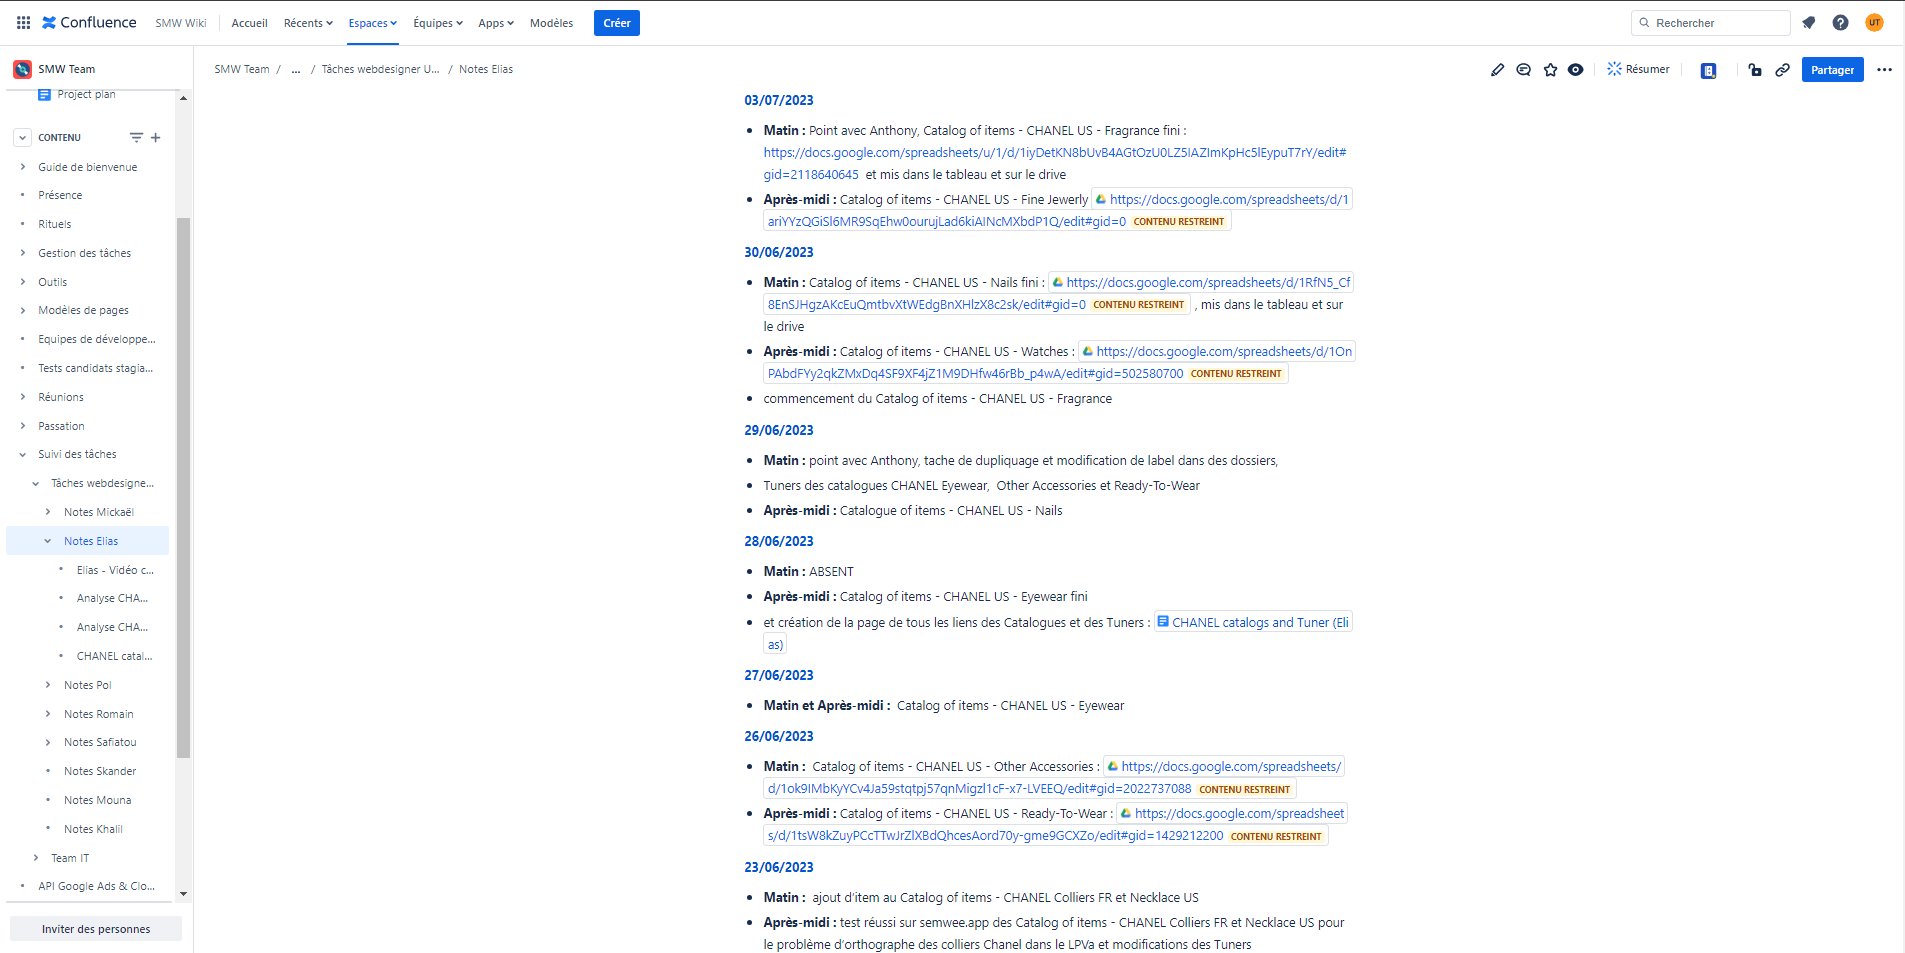 Confluence SMW Wiki Accueil Récents Espaces Équipes Apps Modèles Créer Rechercher UT
SMW Team
SMW Team / ... / Tâches webdesigner U... / Notes Elias
Résumer Partager
Project plan
CONTENU
Guide de bienvenue
Présence
Rituels
Gestion des tâches
Outils
Modèles de pages
Equipes de développe...
Tests candidats stagia...
Réunions
Passation
Suivi des tâches
Tâches webdesigne...
Notes Mickaël
Notes Elias
Elias - Vidéo c...
Analyse CHA...
Analyse CHA...
CHANEL catal...
Notes Pol
Notes Romain
Notes Safiatou
Notes Skander
Notes Mouna
Notes Khalil
Team IT
API Google Ads & Clo...
Inviter des personnes
03/07/2023
Matin : Point avec Anthony, Catalog of items - CHANEL US - Fragrance fini :
https://docs.google.com/spreadsheets/u/1/d/1iyDetKN8bUvB4AGtOzU0LZ5IAZImKpHc5lEypuT7rY/edit#
gid=2118640645 et mis dans le tableau et sur le drive
Après-midi : Catalog of items - CHANEL US - Fine Jewerly https://docs.google.com/spreadsheets/d/1
ariYYzQGiSl6MR9SqEhw0ourujLad6kiAINcMXbdP1Q/edit#gid=0 CONTENU RESTREINT
30/06/2023
Matin : Catalog of items - CHANEL US - Nails fini : https://docs.google.com/spreadsheets/d/1RfN5_Cf
8EnSJHgzAKcEuQmtbvXtWEdgBnXHlzX8c2sk/edit#gid=0 CONTENU RESTREINT , mis dans le tableau et sur
le drive
Après-midi : Catalog of items - CHANEL US - Watches : https://docs.google.com/spreadsheets/d/1On
PAbdFYy2qkZMxDq4SF9XF4jZ1M9DHfw46rBb_p4wA/edit#gid=502580700 CONTENU RESTREINT
commencement du Catalog of items - CHANEL US - Fragrance
29/06/2023
Matin : point avec Anthony, tache de dupliquage et modification de label dans des dossiers,
Tuners des catalogues CHANEL Eyewear, Other Accessories et Ready-To-Wear
Après-midi : Catalogue of items - CHANEL US - Nails
28/06/2023
Matin : ABSENT
Après-midi : Catalog of items - CHANEL US - Eyewear fini
et création de la page de tous les liens des Catalogues et des Tuners : CHANEL catalogs and Tuner (Eli
as)
27/06/2023
Matin et Après-midi : Catalog of items - CHANEL US - Eyewear
26/06/2023
Matin : Catalog of items - CHANEL US - Other Accessories : https://docs.google.com/spreadsheets/
d/1ok9IMbKyYCv4Ja59stqtpj57qnMigzl1cF-x7-LVEEQ/edit#gid=2022737088 CONTENU RESTREINT
Après-midi : Catalog of items - CHANEL US - Ready-To-Wear : https://docs.google.com/spreadsheet
s/d/1tsW8kZuyPCcTTwJrZlXBdQhcesAord70y-gme9GCXZo/edit#gid=1429212200 CONTENU RESTREINT
23/06/2023
Matin : ajout d'item au Catalog of items - CHANEL Colliers FR et Necklace US
Après-midi : test réussi sur semwee.app des Catalog of items - CHANEL Colliers FR et Necklace US pour
le problème d'orthographe des colliers Chanel dans le LPVa et modifications des Tuners